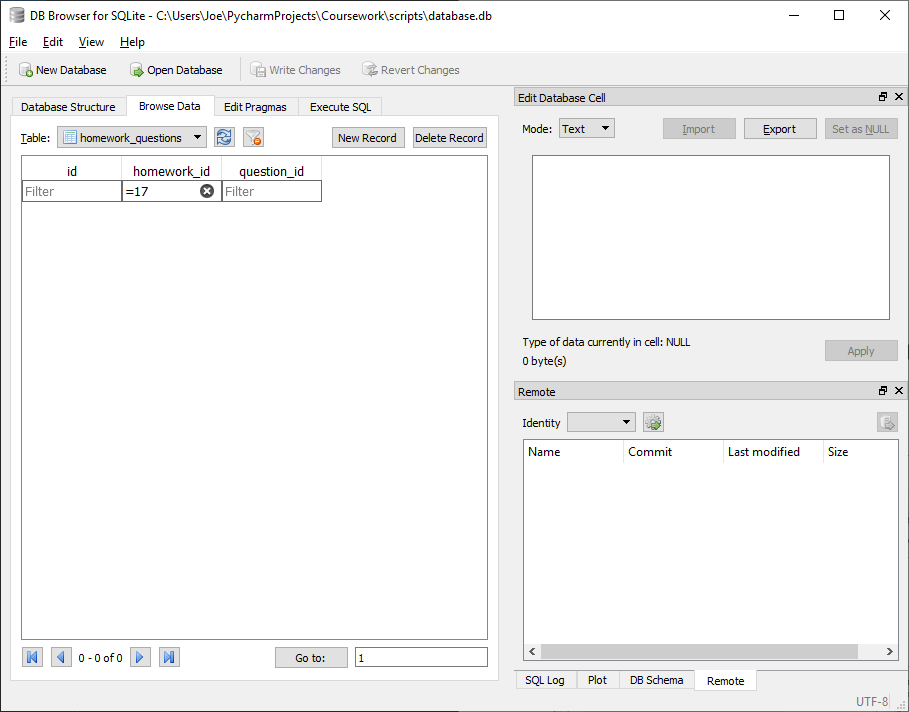 DB Browser for SQLite - C:\Users\Joe\PycharmProjects\Coursework\scripts\database.db
File Edit View Help
New Database Open Database Write Changes Revert Changes
Database Structure Browse Data Edit Pragmas Execute SQL
Table: homework_questions New Record Delete Record
id homework_id question_id
Filter =17 Filter
0 - 0 of 0 Go to: 1
Edit Database Cell
Mode: Text Import Export Set as NULL
Type of data currently in cell: NULL
0 byte(s)
Apply
Remote
Identity
Name Commit Last modified Size
SQL Log Plot DB Schema Remote
UTF-8